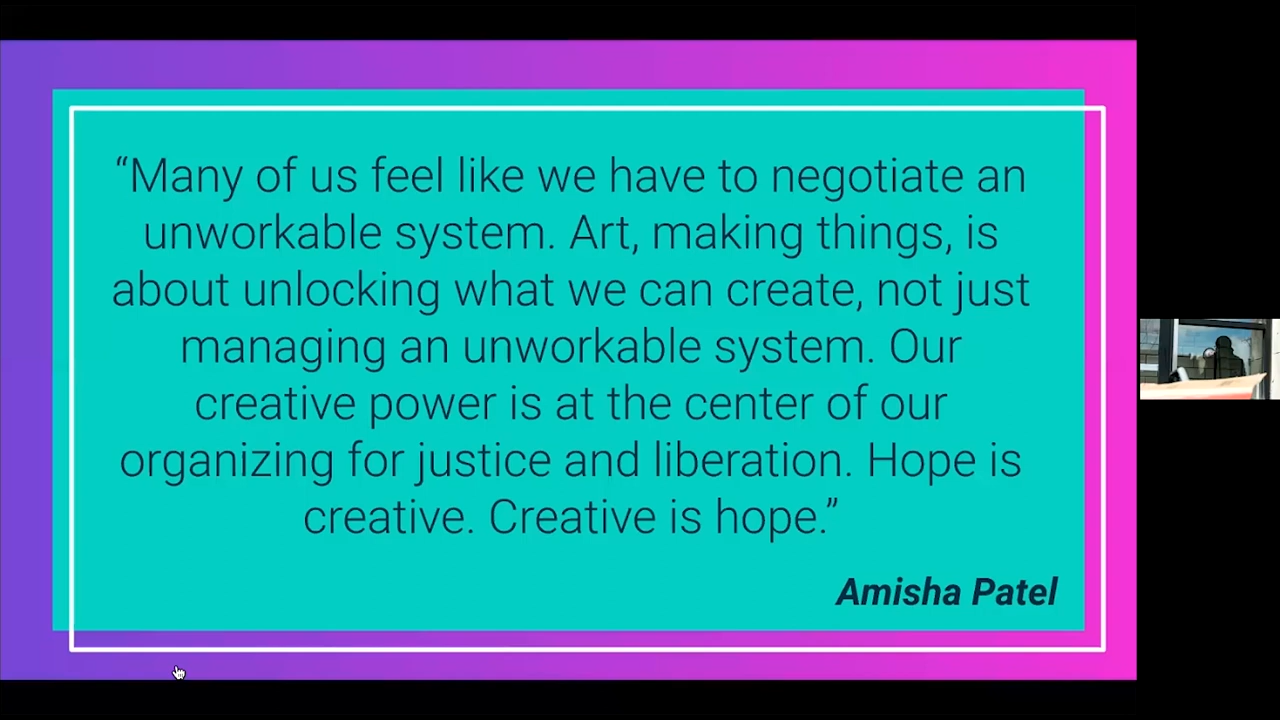 “Many of us feel like we have to negotiate an
unworkable system. Art, making things, is
about unlocking what we can create, not just
managing an unworkable system. Our
creative power is at the center of our
organizing for justice and liberation. Hope is
creative. Creative is hope.”
Amisha Patel